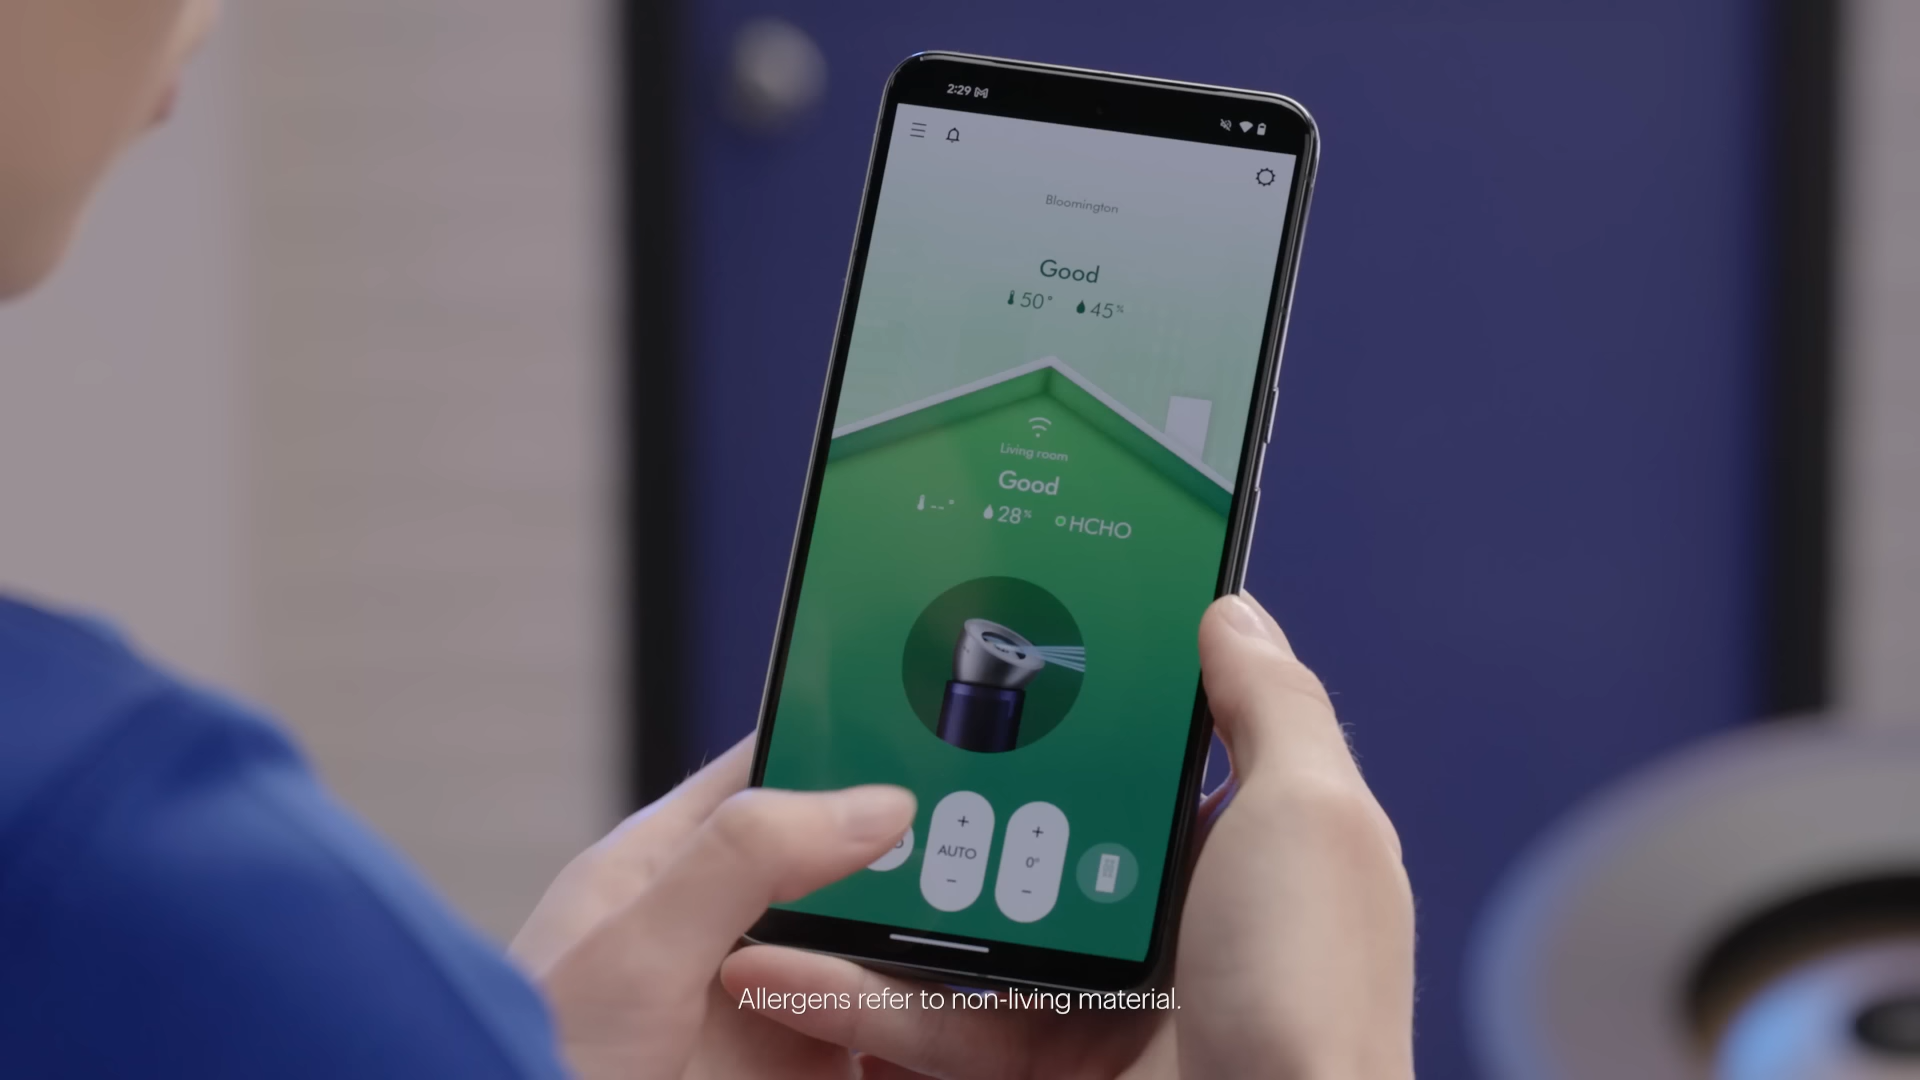 2:29
Bloomington
Good
50° 45%
Living room
Good
--° 28% HCHO
+ +
AUTO 0°
− −
Allergens refer to non-living material.